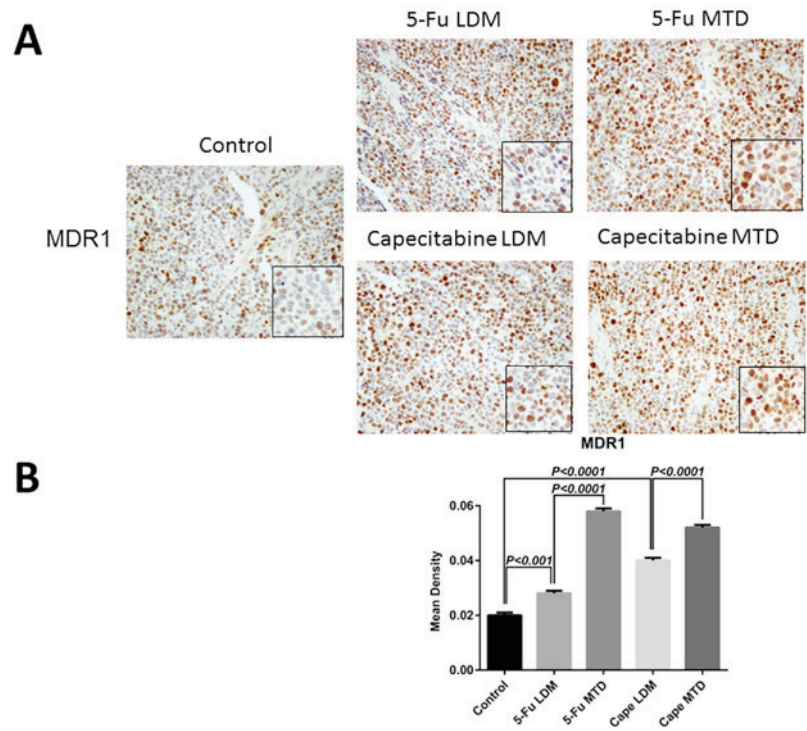 A
5-Fu LDM
5-Fu MTD
Control
MDR1
Capecitabine LDM
Capecitabine MTD
B
MDR1
P<0.0001
P<0.0001
P<0.0001
P<0.001
Mean Density
0.06
0.04
0.02
0.00
Control
5-Fu LDM
5-Fu MTD
Cape LDM
Cape MTD